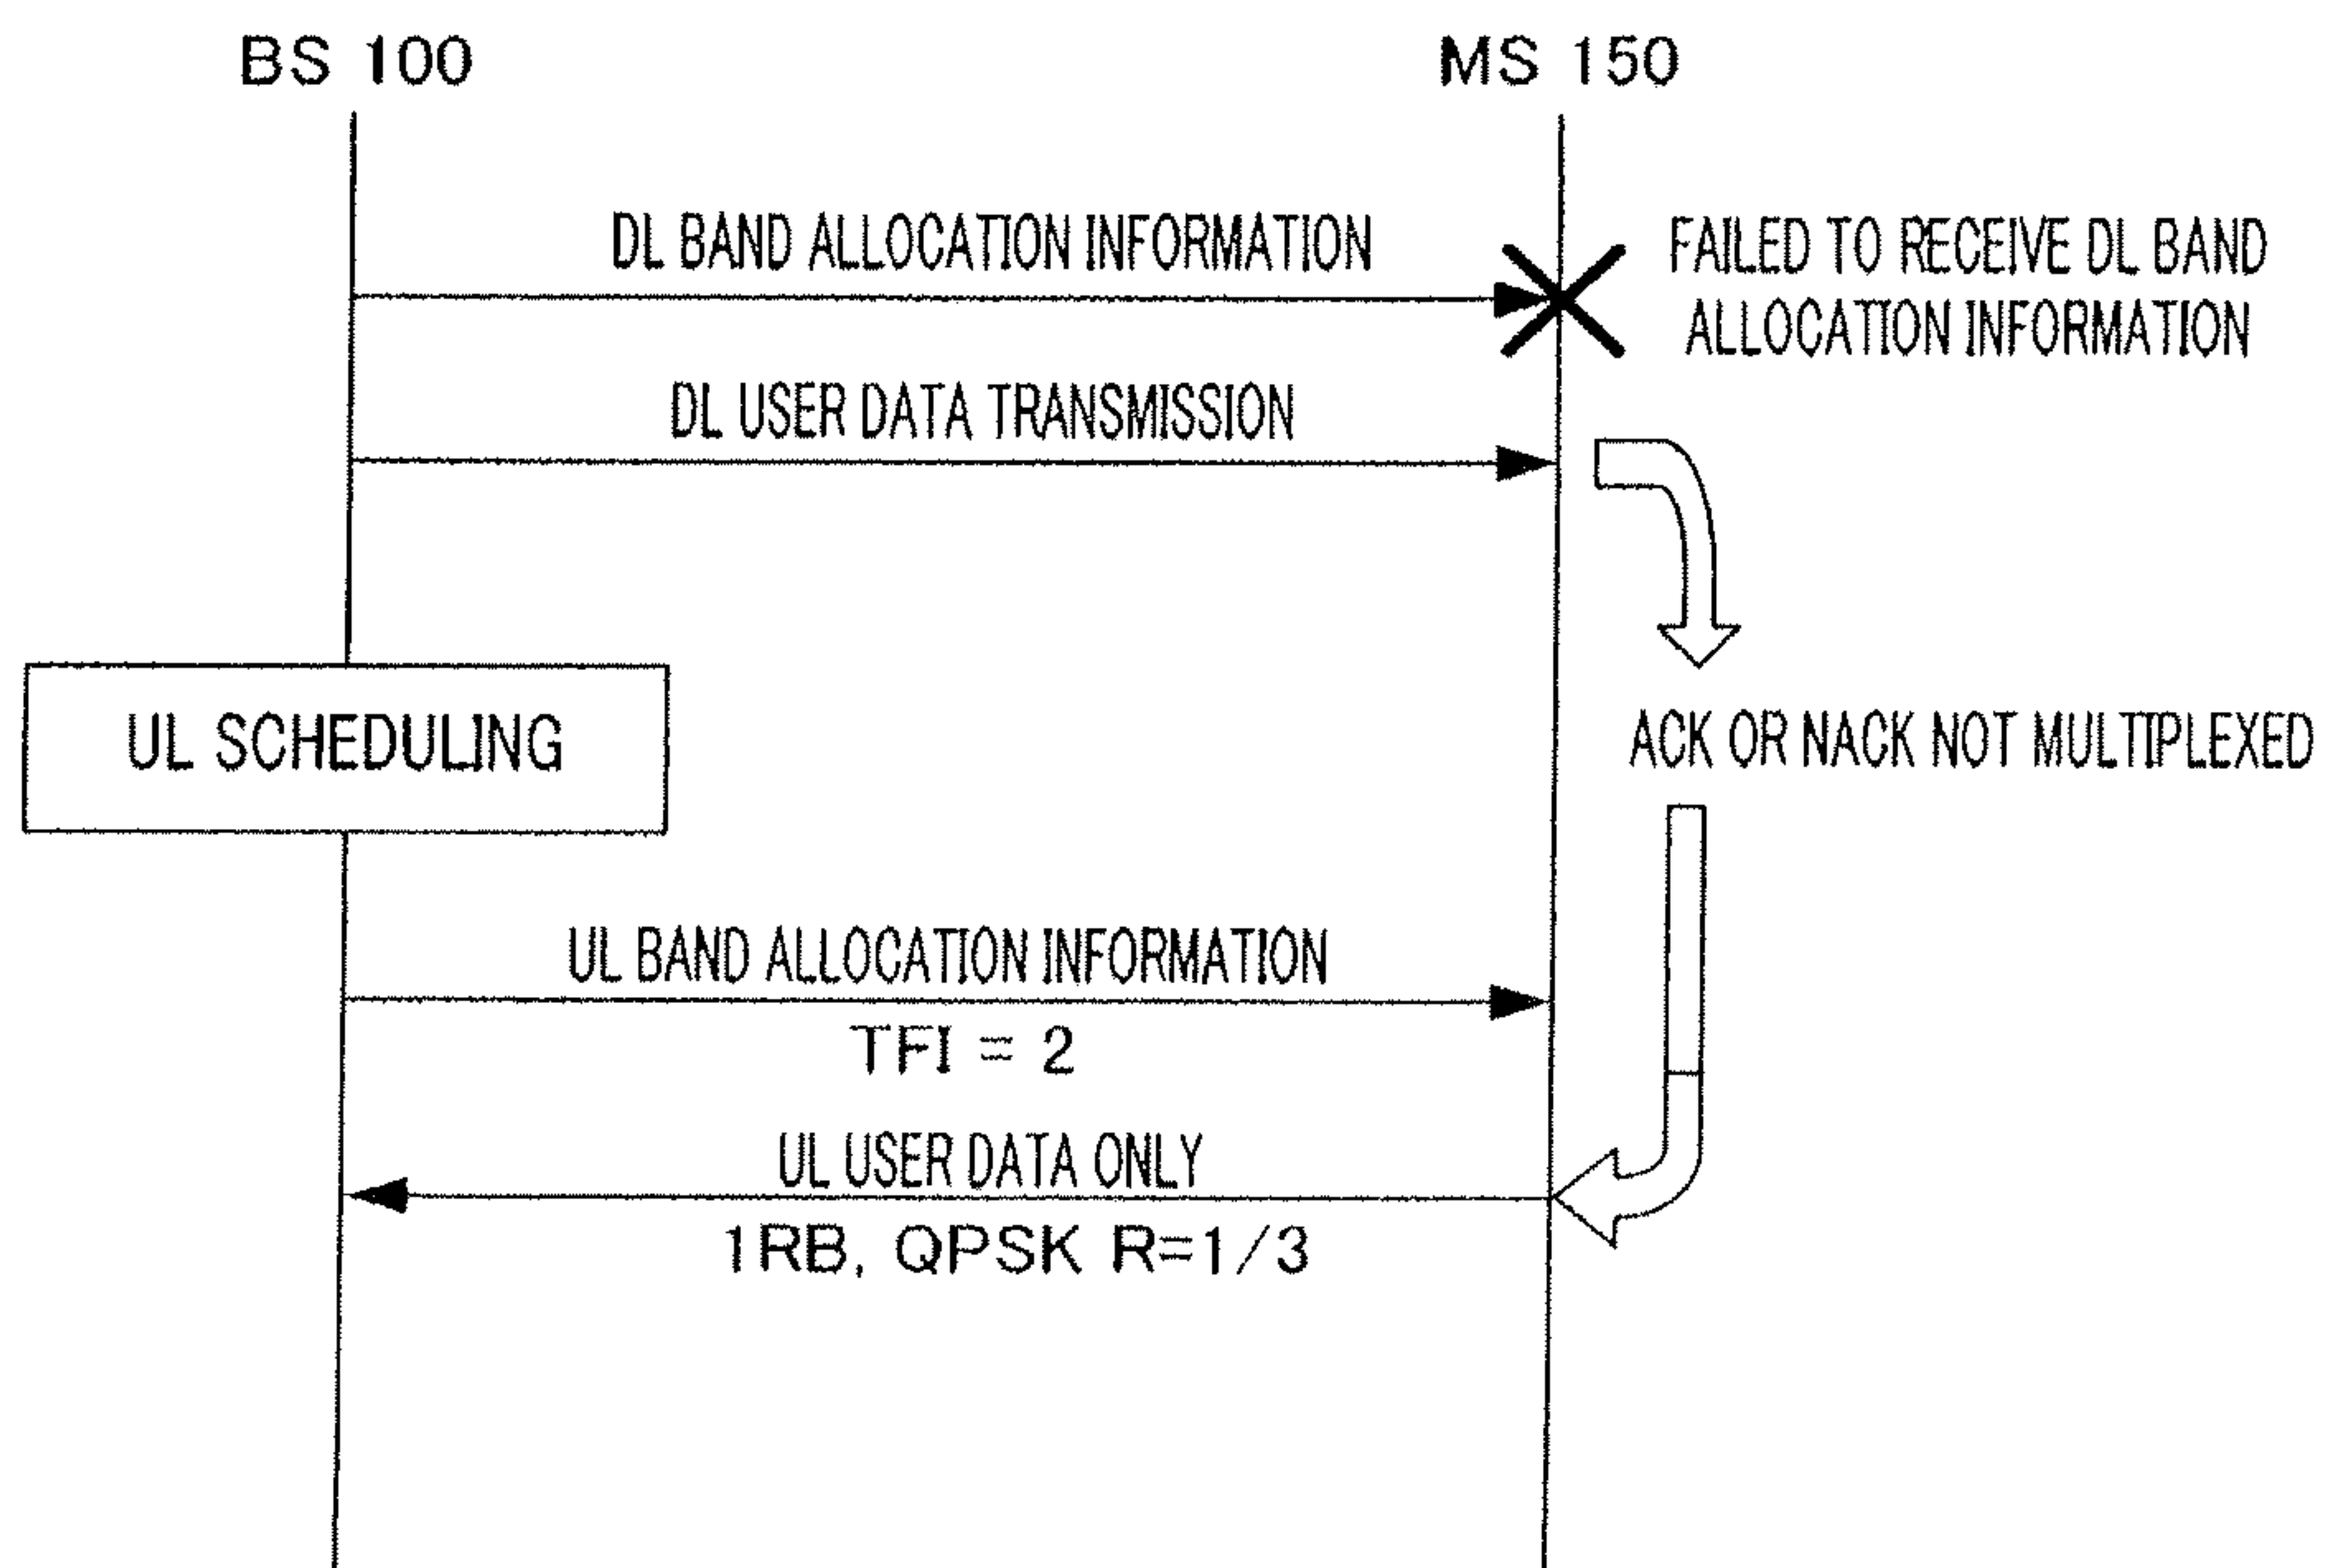 BS 100
MS 150
DL BAND ALLOCATION INFORMATION
FAILED TO RECEIVE DL BAND
ALLOCATION INFORMATION
DL USER DATA TRANSMISSION
UL SCHEDULING
ACK OR NACK NOT MULTIPLEXED
UL BAND ALLOCATION INFORMATION
TFI = 2
UL USER DATA ONLY
1RB, QPSK R=1/3